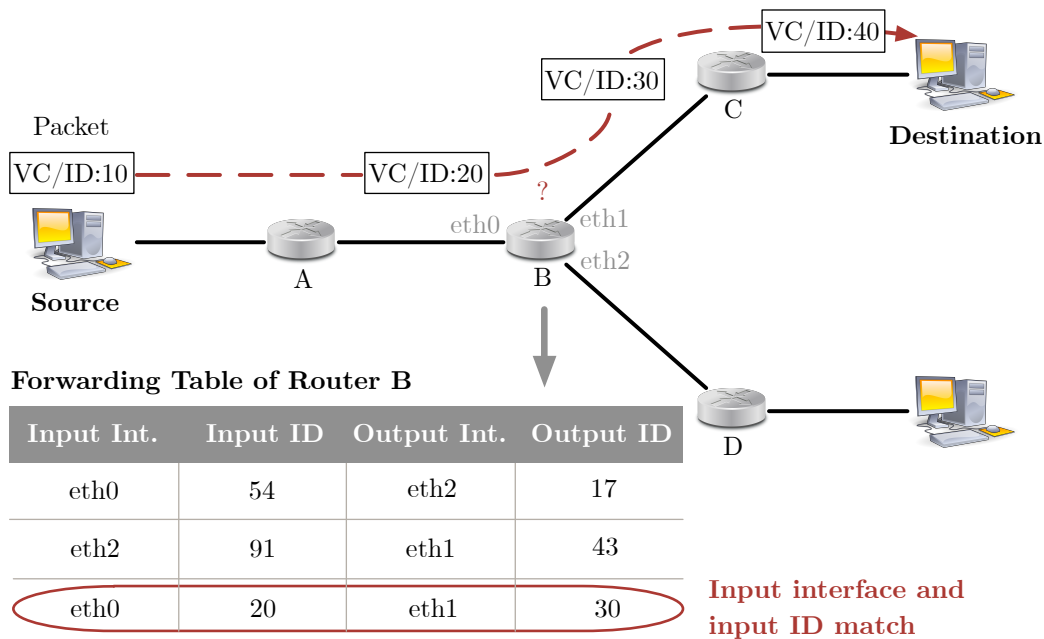 VC/ID:40
VC/ID:30
C
Destination
Packet
VC/ID:10
VC/ID:20
?
eth0
eth1
eth2
A
B
Source
Forwarding Table of Router B
Input Int. Input ID Output Int. Output ID
eth0 54 eth2 17
eth2 91 eth1 43
eth0 20 eth1 30
D
Input interface and
input ID match